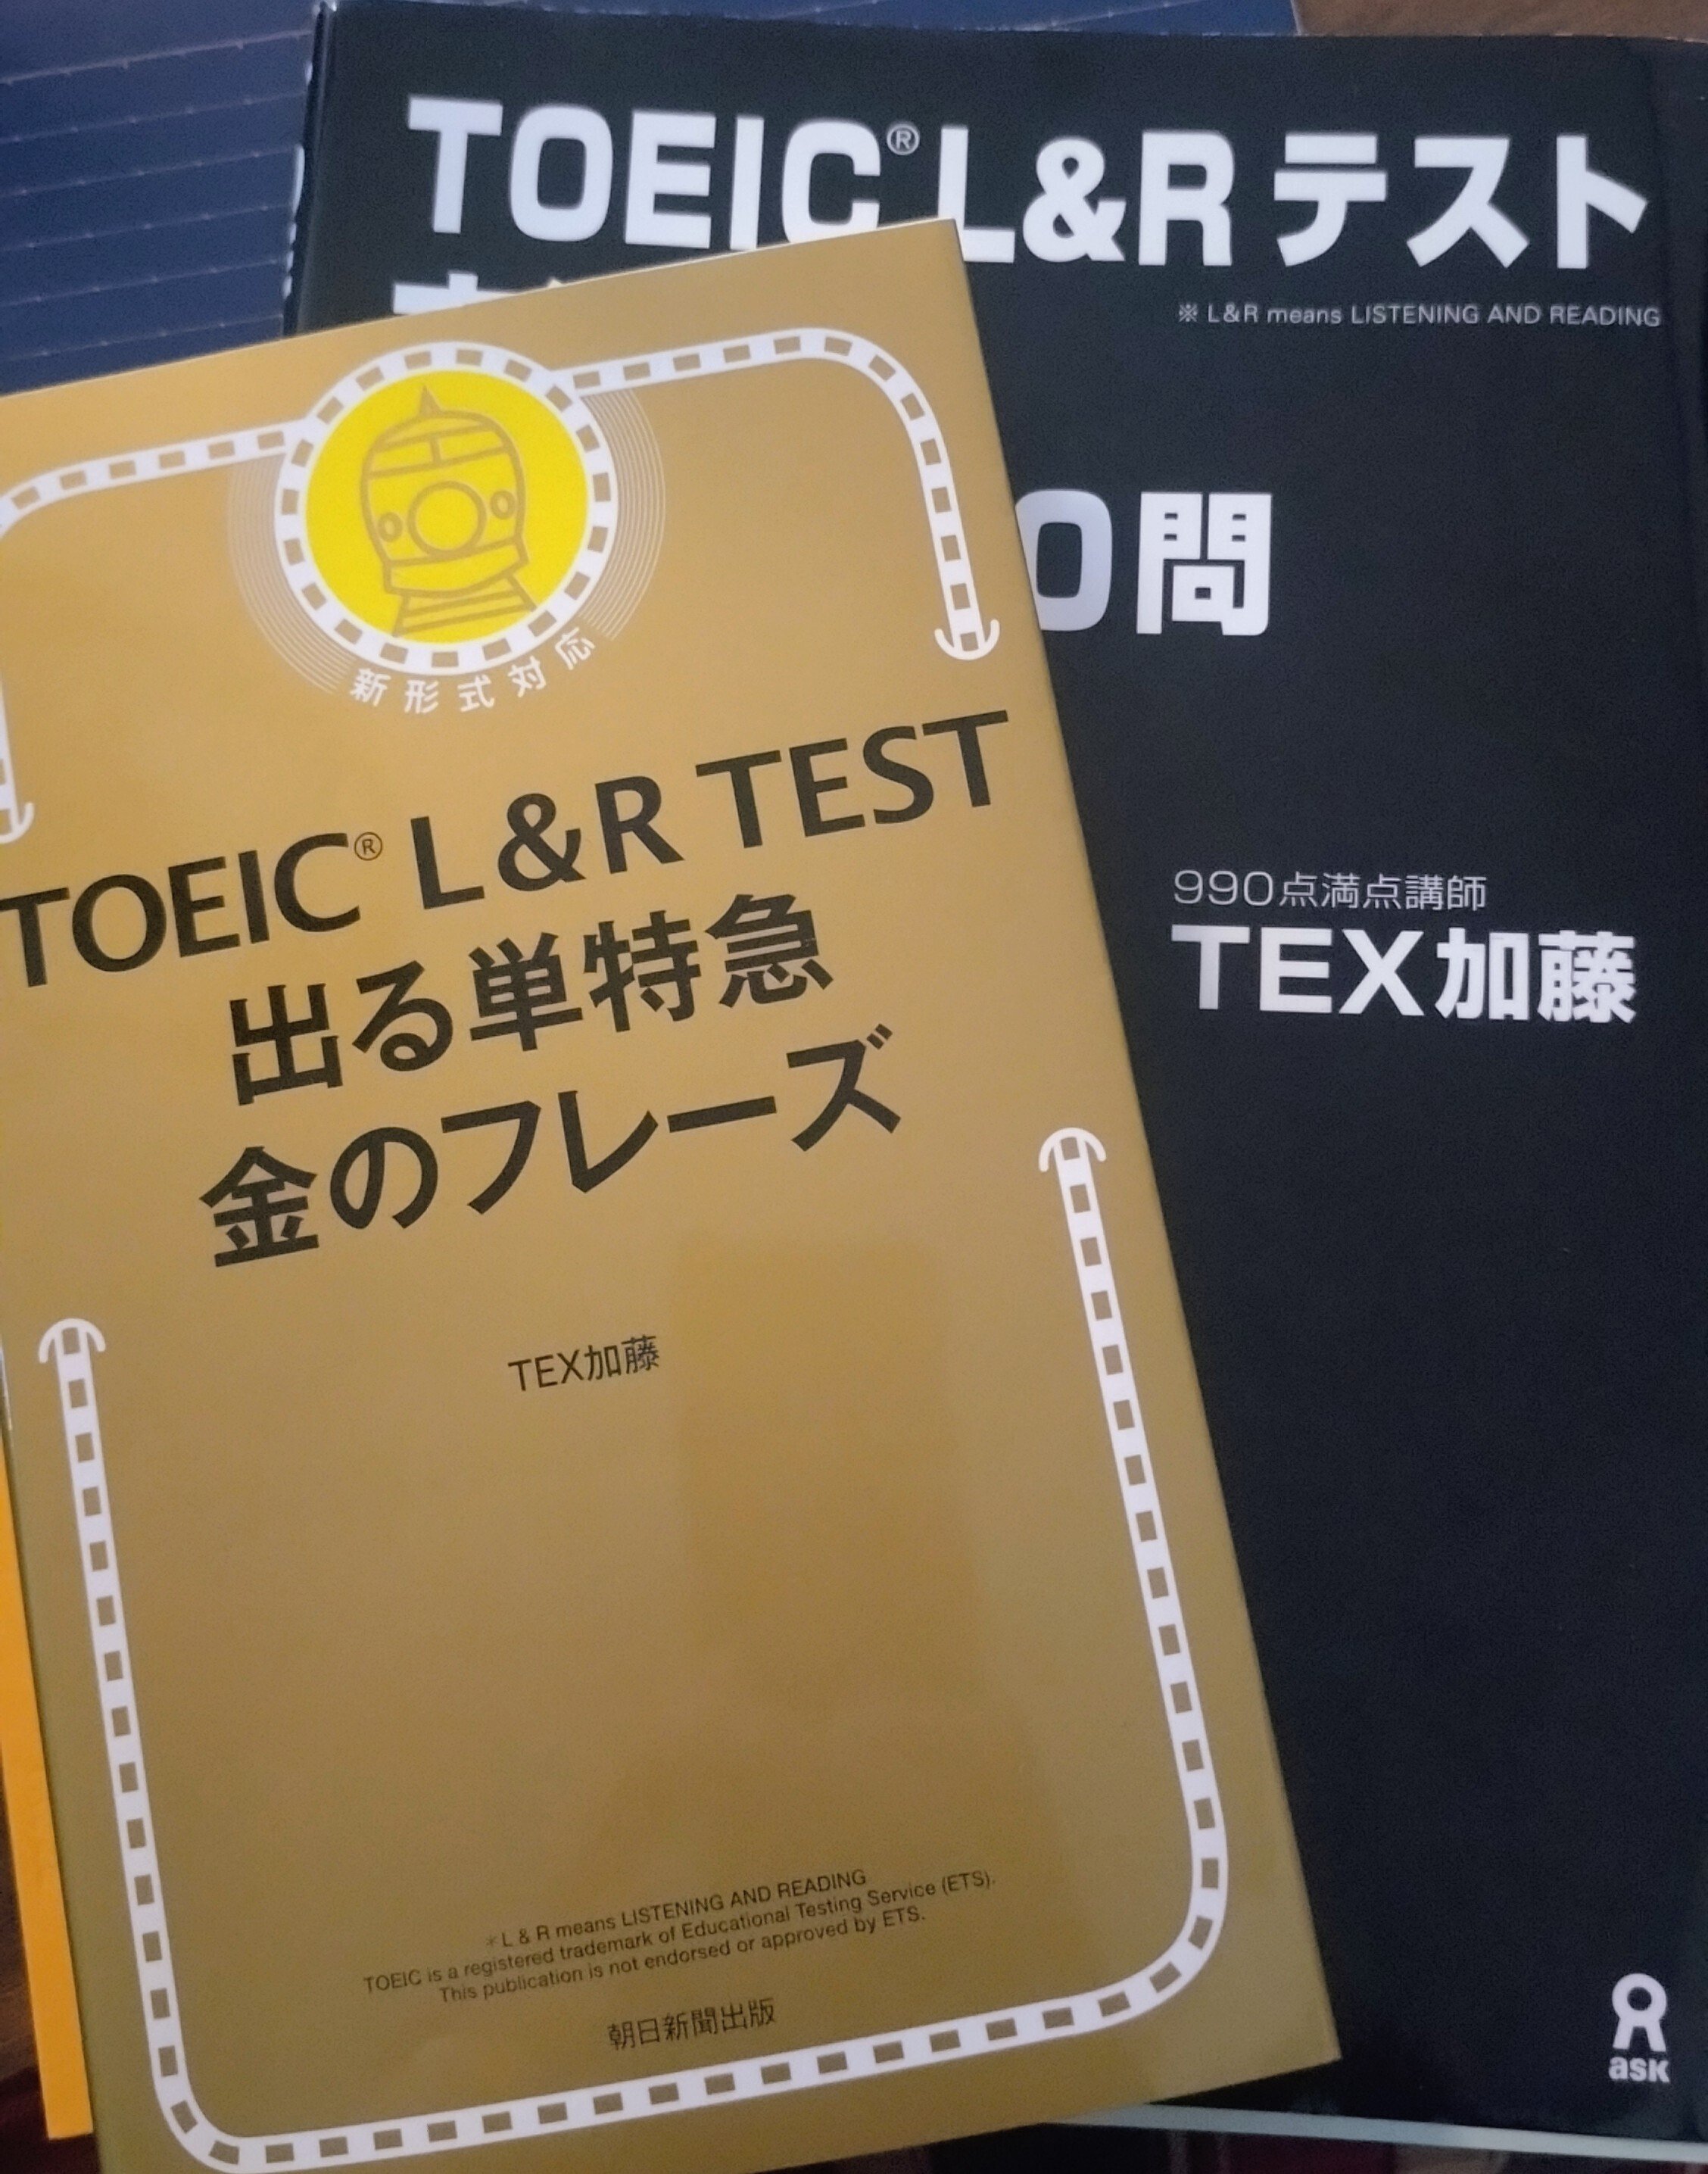 TOEIC® L&R テスト
※ L&R means LISTENING AND READING
0問
990点満点講師
TEX加藤
ask
新形式対応
TOEIC® L&R TEST
出る単特急
金のフレーズ
TEX加藤
*L & R means LISTENING AND READING
TOEIC is a registered trademark of Educational Testing Service (ETS).
This publication is not endorsed or approved by ETS.
朝日新聞出版